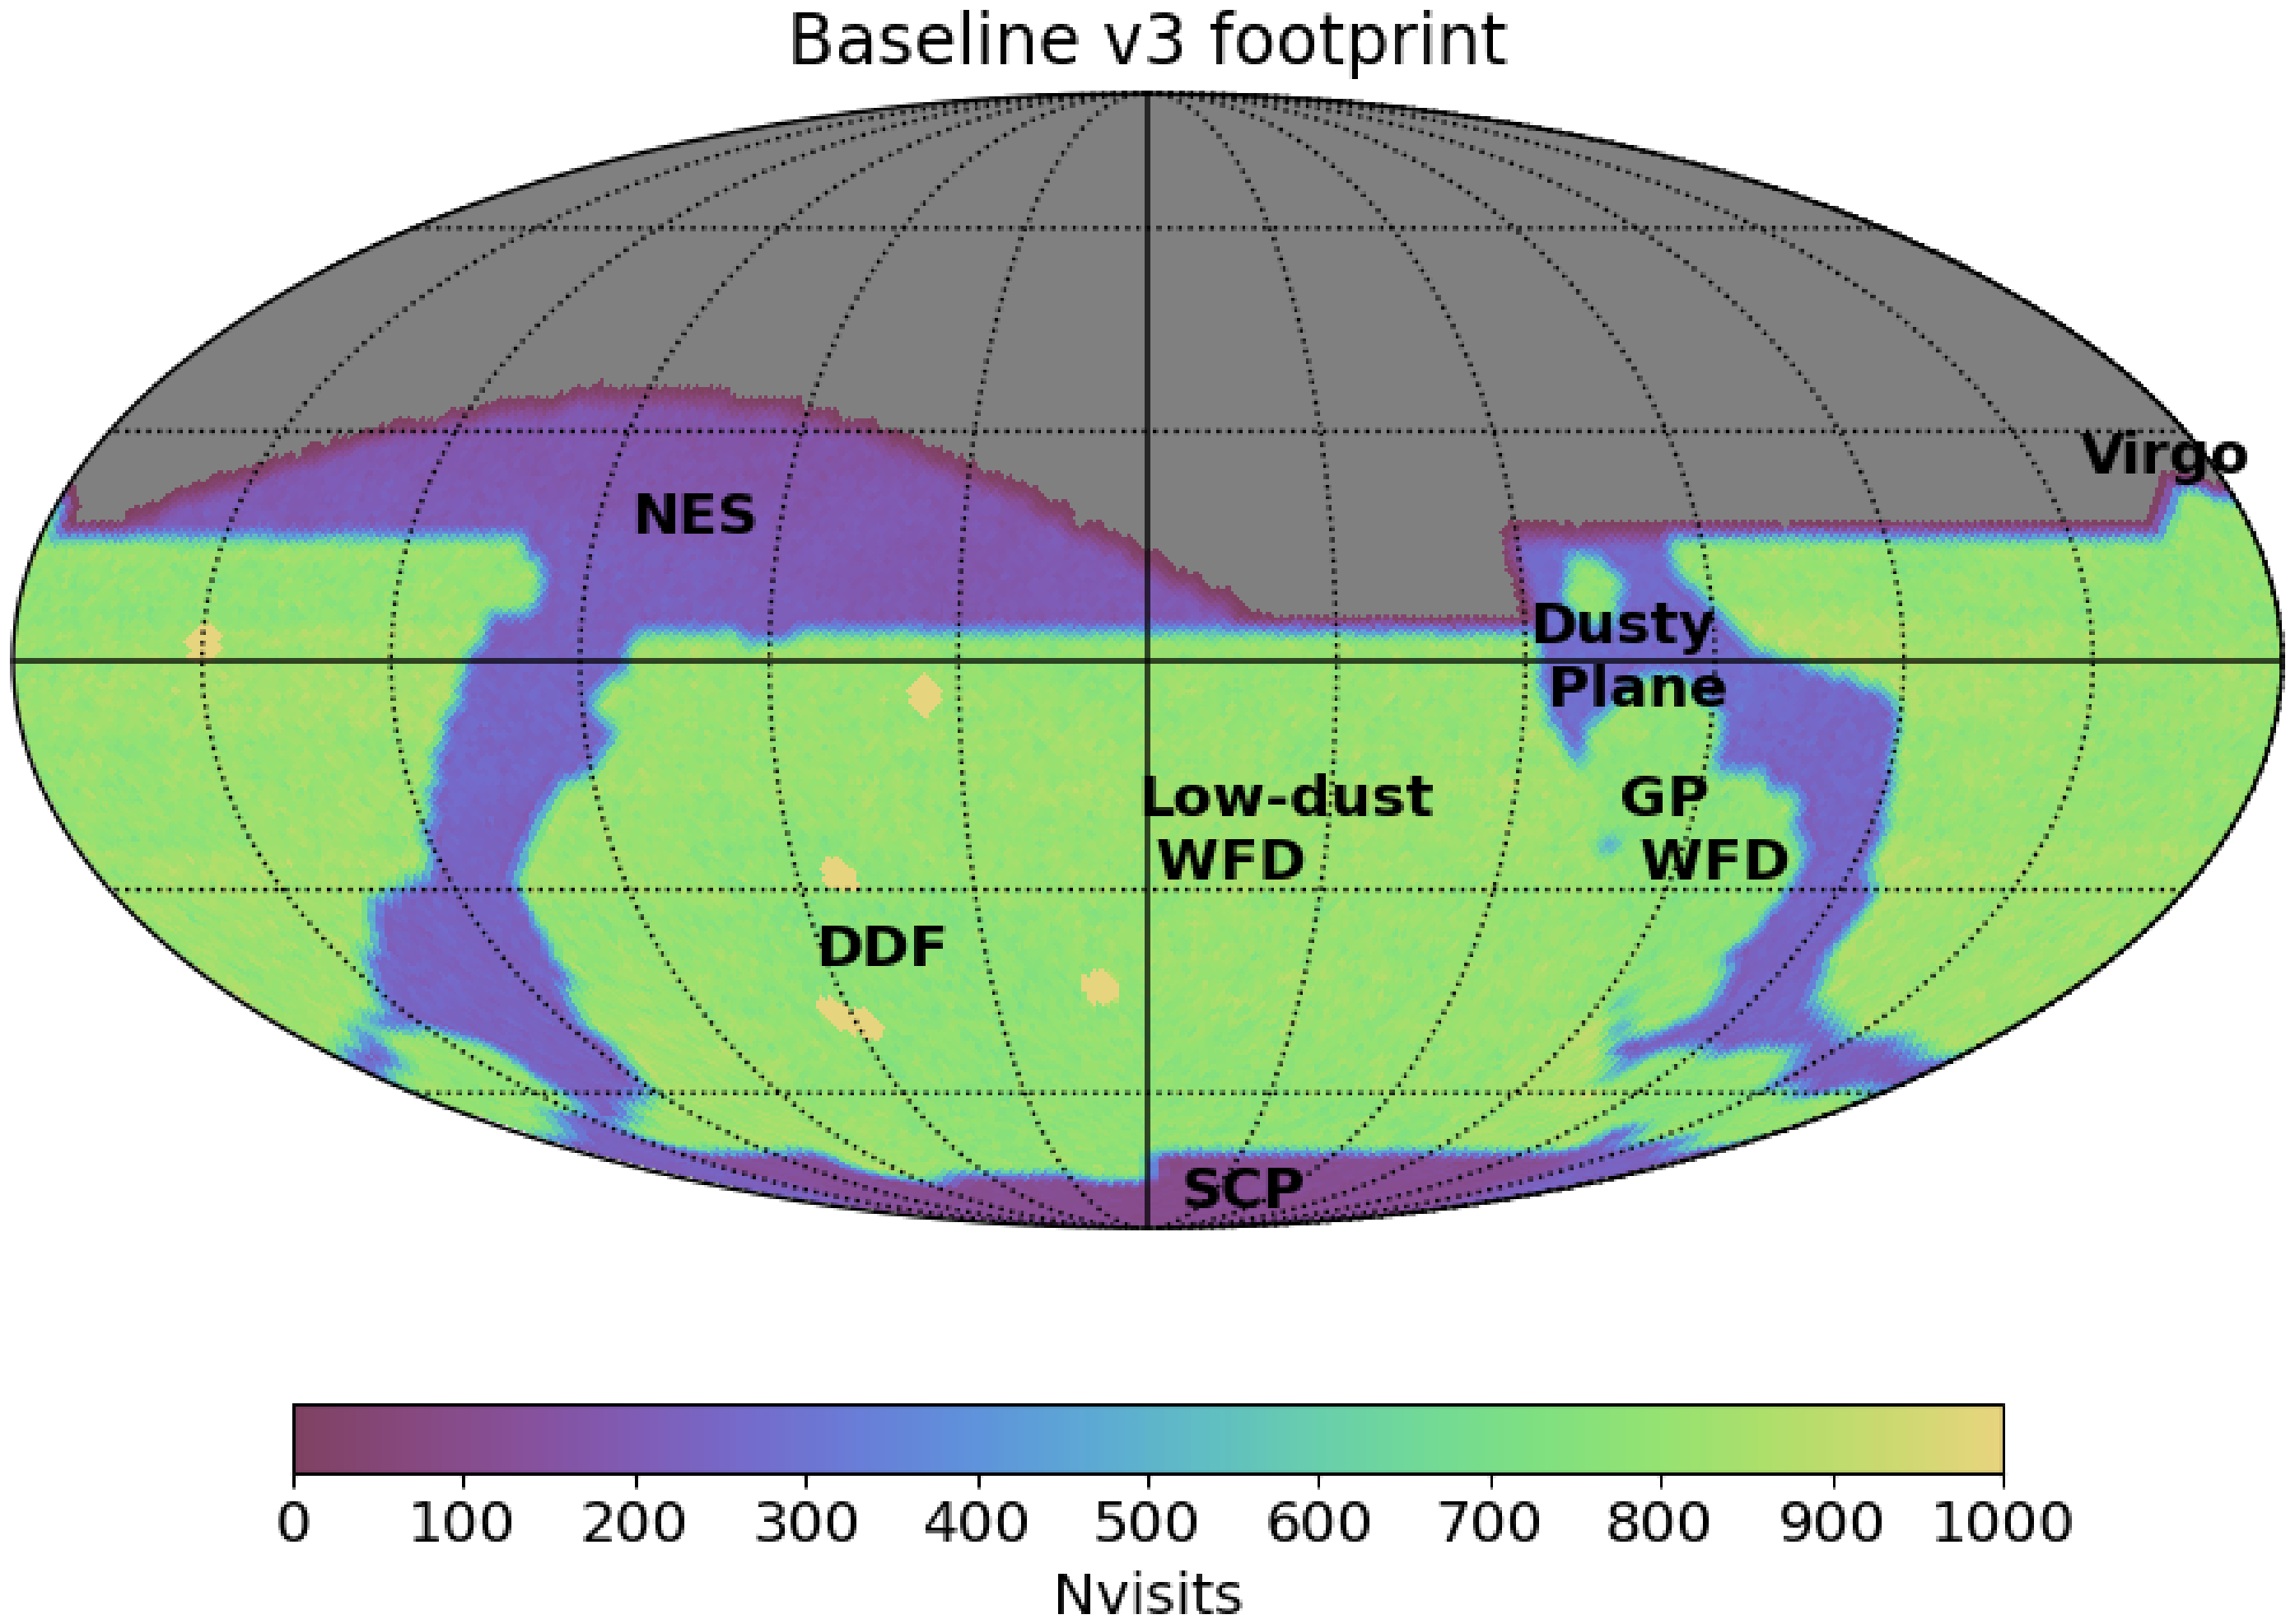 Baseline v3 footprint
Virgo
NES
Dusty
Plane
Low-dust
WFD
GP
WFD
DDF
SCP
0 100 200 300 400 500 600 700 800 900 1000
Nvisits